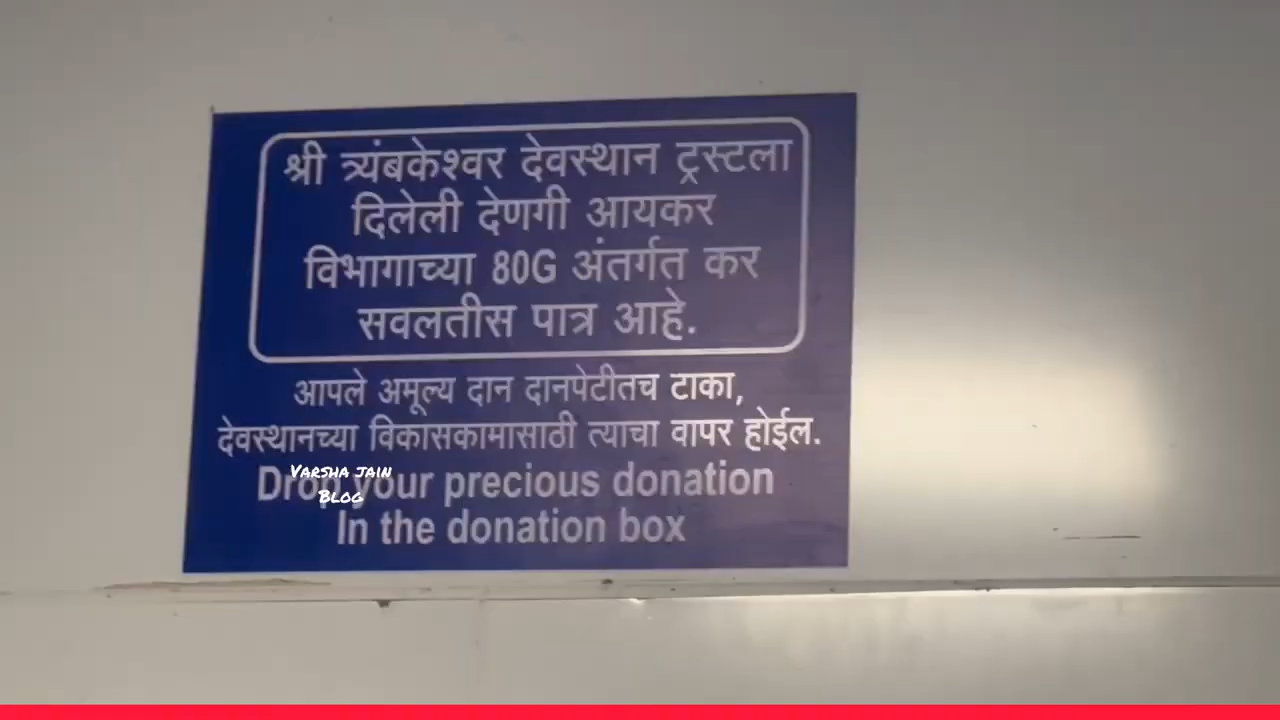 श्री त्र्यंबकेश्वर देवस्थान ट्रस्टला
दिलेली देणगी आयकर
विभागाच्या 80G अंतर्गत कर
सवलतीस पात्र आहे.
आपले अमूल्य दान दानपेटीतच टाका,
देवस्थानच्या विकासकामासाठी त्याचा वापर होईल.
Drop your precious donation
In the donation box
Varsha jain
Blog